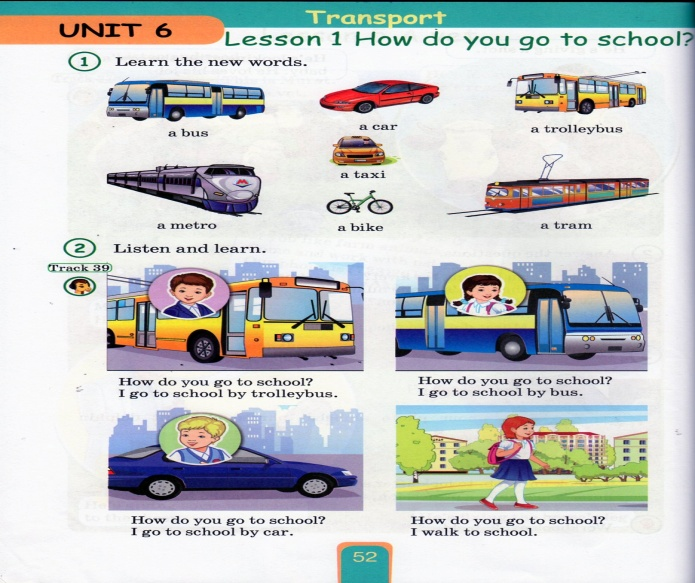 Transport
UNIT 6
Lesson 1 How do you go to school?
1 Learn the new words.
a bus
a car
a trolleybus
a taxi
a metro
a bike
a tram
2 Listen and learn.
Track 39
How do you go to school?
I go to school by trolleybus.
How do you go to school?
I go to school by bus.
How do you go to school?
I go to school by car.
How do you go to school?
I walk to school.
52